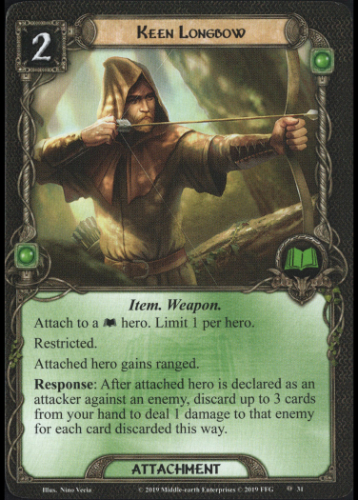 2
Keen Longbow
Item. Weapon.
Attach to a hero. Limit 1 per hero.
Restricted.
Attached hero gains ranged.
Response: After attached hero is declared as an
attacker against an enemy, discard up to 3 cards
from your hand to deal 1 damage to that enemy
for each card discarded this way.
Illus. Nino Vecia © 2019 Middle-earth Enterprises © 2019 FFG 31
ATTACHMENT